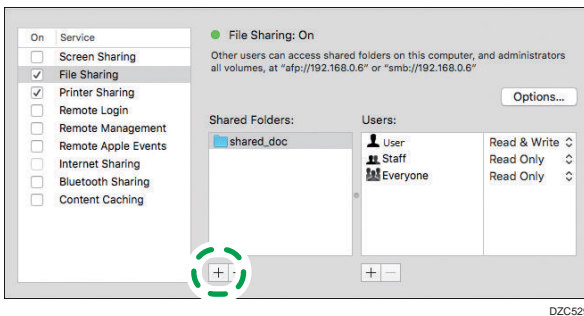 On Service
Screen Sharing
File Sharing
Printer Sharing
Remote Login
Remote Management
Remote Apple Events
Internet Sharing
Bluetooth Sharing
Content Caching
File Sharing: On
Other users can access shared folders on this computer, and administrators
all volumes, at “afp://192.168.0.6” or “smb://192.168.0.6”
Options...
Shared Folders: Users:
shared_doc
User Read & Write
Staff Read Only
Everyone Read Only
+ −
+ −